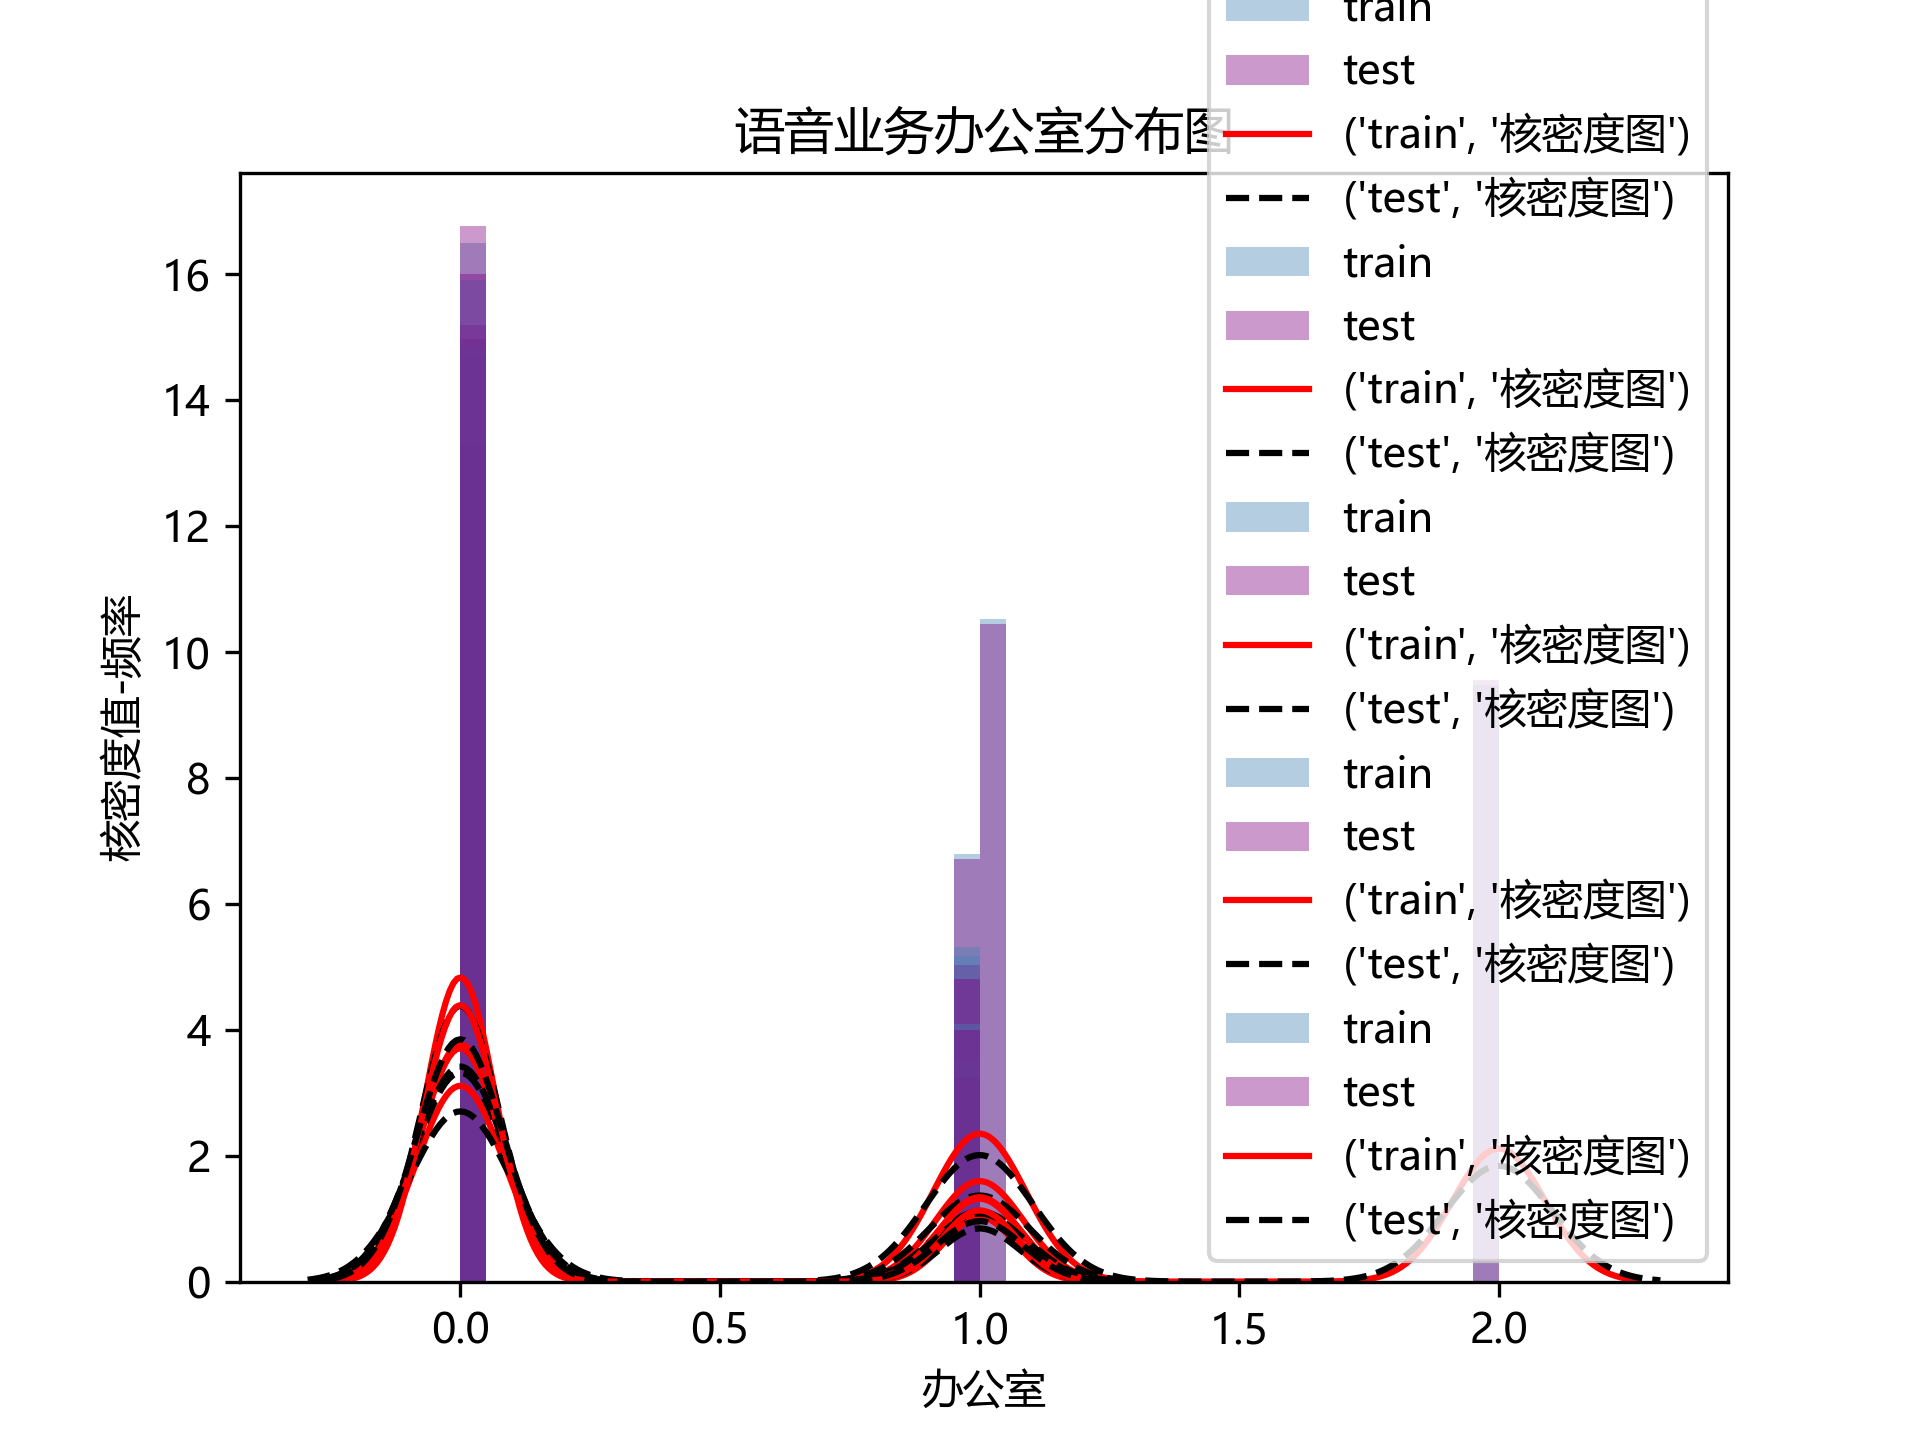 train
test
('train', '核密度图')
('test', '核密度图')
train
test
('train', '核密度图')
('test', '核密度图')
train
test
('train', '核密度图')
('test', '核密度图')
train
test
('train', '核密度图')
('test', '核密度图')
train
test
('train', '核密度图')
('test', '核密度图')
语音业务办公室分布图
核密度值-频率
16
14
12
10
8
6
4
2
0
0.0 0.5 1.0 1.5 2.0
办公室